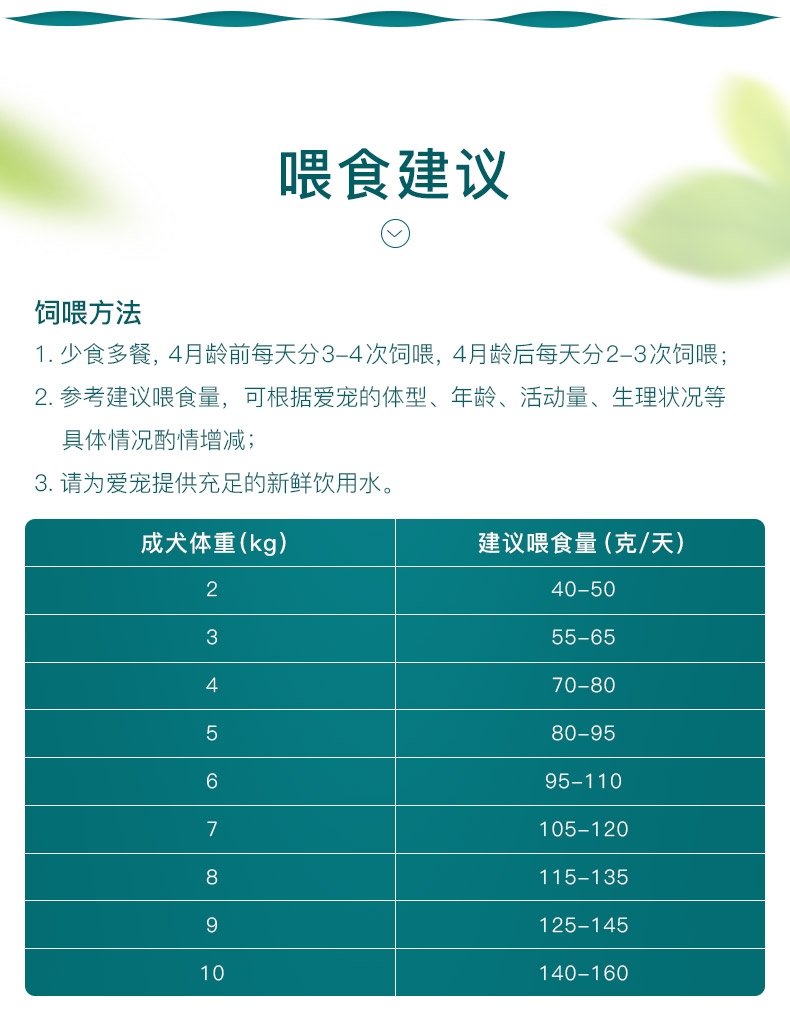 喂食建议
饲喂方法
1. 少食多餐, 4月龄前每天分3-4次饲喂, 4月龄后每天分2-3次饲喂;
2. 参考建议喂食量, 可根据爱宠的体型、年龄、活动量、生理状况等
具体情况酌情增减;
3. 请为爱宠提供充足的新鲜饮用水。
成犬体重(kg) 建议喂食量(克/天)
2 40-50
3 55-65
4 70-80
5 80-95
6 95-110
7 105-120
8 115-135
9 125-145
10 140-160